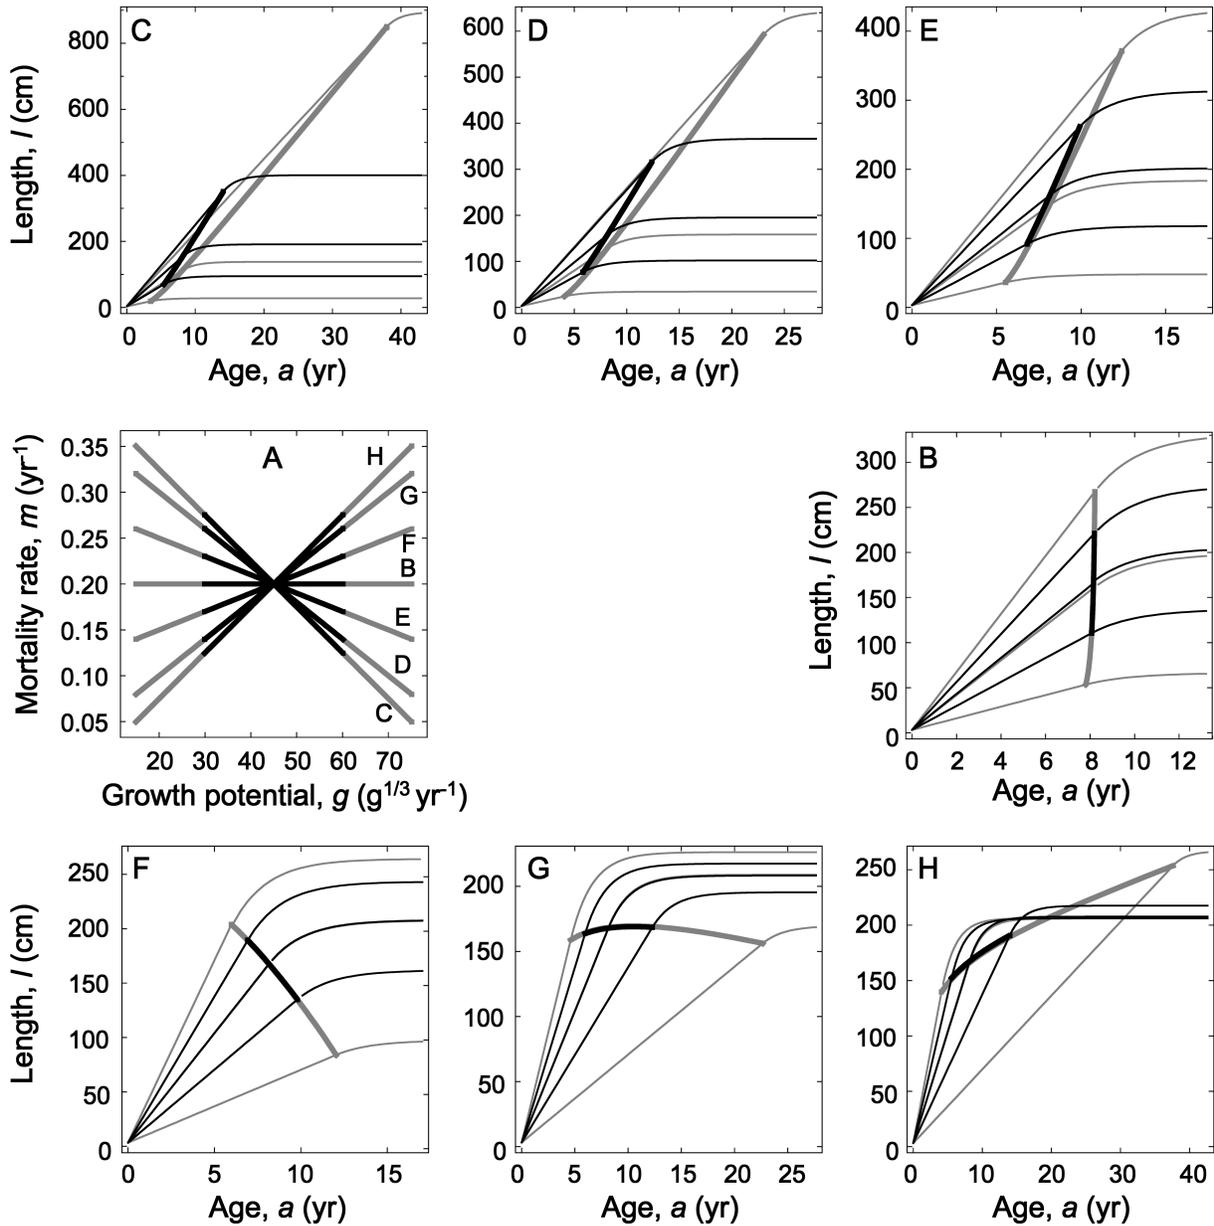 C
800
600
400
200
0
Length, l (cm)
0 10 20 30 40
Age, a (yr)
D
600
500
400
300
200
100
0
0 5 10 15 20 25
Age, a (yr)
E
400
300
200
100
0
0 5 10 15
Age, a (yr)
A
0.35
0.30
0.25
0.20
0.15
0.10
0.05
Mortality rate, m (yr-1)
H
G
F
B
E
D
C
20 30 40 50 60 70
Growth potential, g (g1/3 yr-1)
B
300
250
200
150
100
50
0
Length, l (cm)
0 2 4 6 8 10 12
Age, a (yr)
F
250
200
150
100
50
0
Length, l (cm)
0 5 10 15
Age, a (yr)
G
200
150
100
50
0
0 5 10 15 20 25
Age, a (yr)
H
250
200
150
100
50
0
0 10 20 30 40
Age, a (yr)